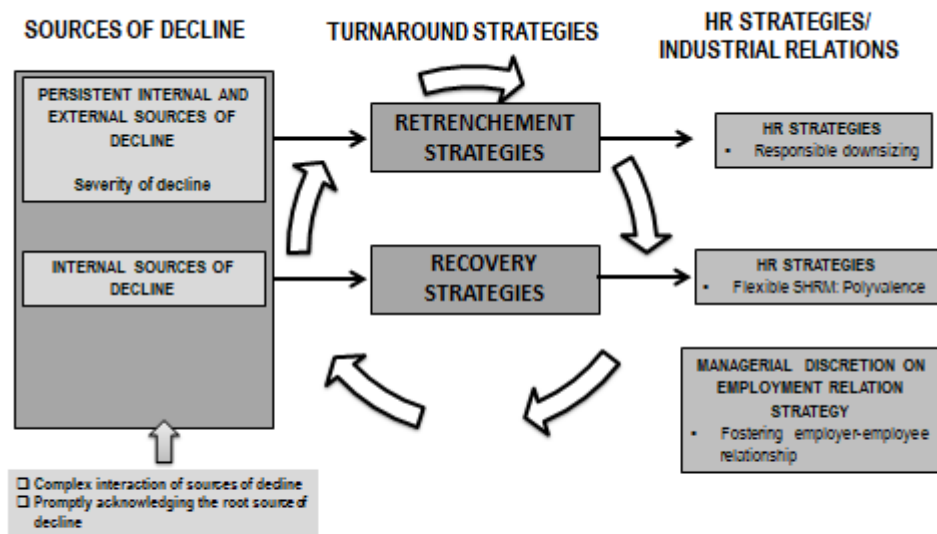 SOURCES OF DECLINE
TURNAROUND STRATEGIES
HR STRATEGIES/
INDUSTRIAL RELATIONS
PERSISTENT INTERNAL AND
EXTERNAL SOURCES OF
DECLINE
Severity of decline
RETRENCHEMENT
STRATEGIES
HR STRATEGIES
▪ Responsible downsizing
INTERNAL SOURCES OF
DECLINE
RECOVERY
STRATEGIES
HR STRATEGIES
▪ Flexible SHRM: Polyvalence
MANAGERIAL DISCRETION ON
EMPLOYMENT RELATION
STRATEGY
▪ Fostering employer-employee
relationship
❑ Complex interaction of sources of decline
❑ Promptly acknowledging the root source of
decline